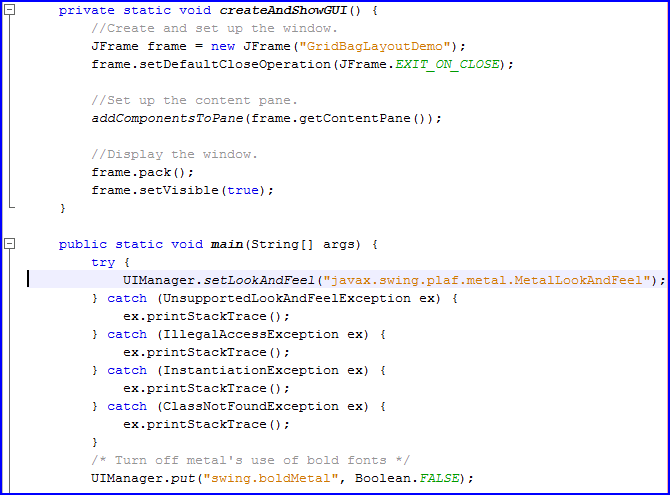 private static void createAndShowGUI() {
//Create and set up the window.
JFrame frame = new JFrame("GridBagLayoutDemo");
frame.setDefaultCloseOperation(JFrame.EXIT_ON_CLOSE);
//Set up the content pane.
addComponentsToPane(frame.getContentPane());
//Display the window.
frame.pack();
frame.setVisible(true);
}
public static void main(String[] args) {
try {
UIManager.setLookAndFeel("javax.swing.plaf.metal.MetalLookAndFeel");
} catch (UnsupportedLookAndFeelException ex) {
ex.printStackTrace();
} catch (IllegalAccessException ex) {
ex.printStackTrace();
} catch (InstantiationException ex) {
ex.printStackTrace();
} catch (ClassNotFoundException ex) {
ex.printStackTrace();
}
/* Turn off metal's use of bold fonts */
UIManager.put("swing.boldMetal", Boolean.FALSE);